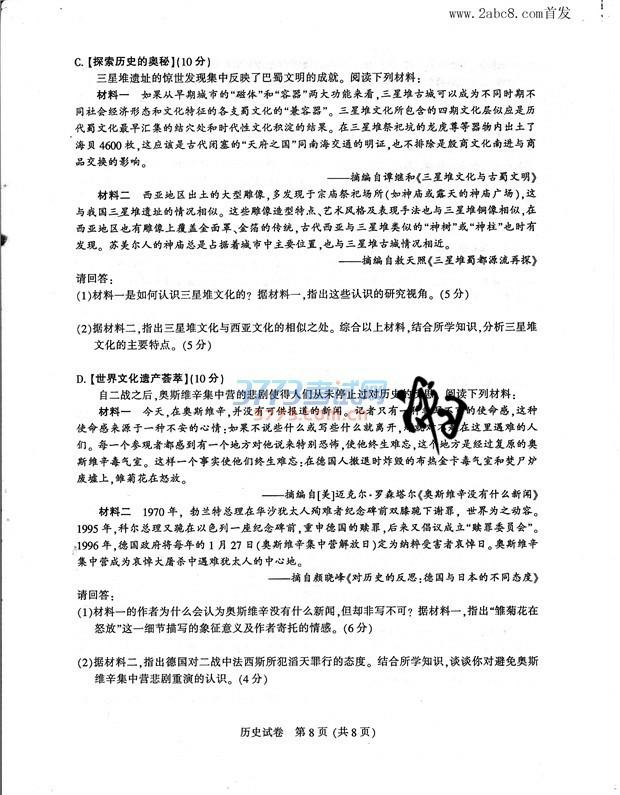 www.2abc8.com首发
C.【探索历史的奥秘】(10分)
三星堆遗址的惊世发现集中反映了巴蜀文明的成就。阅读下列材料:
材料一 如果从早期城市的“磁体”和“容器”两大功能来看,三星堆古城可以成为不同时期不
同社会经济形态和文化特征的各支蜀文化的“兼容器”。三星堆文化所包含的四期文化层似应是历
代蜀文化最早汇集的结穴处和时代性文化积淀的结果。在三星堆祭祀坑的龙虎尊等器物内出土了
海贝4600枚,这应该是古代闭塞的“天府之国”同南海交通的明证,也不排除是殷商文化南进与商
品交换的影响。
——摘编自谭继和《三星堆文化与古蜀文明》
材料二 西亚地区出土的大型雕像,多发现于宗庙祭祀场所(如神庙或露天的神庙广场),这
与我国三星堆遗址的情况相似。这些雕像造型特点、艺术风格及表现手法也与三星堆铜像相似,在
西亚地区也有雕像上覆盖金面罩、金箔的传统,古代西亚与三星堆类似的“神树”或“神柱”也时有
发现。苏美尔人的神庙总是占据着城市中主要位置,也与三星堆古城情况相近。
——摘编自敖天照《三星堆蜀都源流再探》
请回答:
(1)材料一是如何认识三星堆文化的?据材料一,指出这些认识的研究视角。(5分)
(2)据材料二,指出三星堆文化与西亚文化的相似之处。综合以上材料,结合所学知识,分析三星堆
文化的主要特点。(5分)
3773考试网
3773.com.cn
D.【世界文化遗产荟萃】(10分)
自二战之后,奥斯维辛集中营的悲剧使得人们从未停止过对历史的 阅读下列材料:
材料一 今天,在奥斯维辛,并没有可供报道的新闻。记者只有一 的使命感,这种
使命感来源于一种不安的心情:如果不说些什么或写些什么就离开, 在这里遇难的人
们。每一个参观者都感到有一个地方对他说来特别恐怖,使他终生难忘,这个地方是经过复原的奥
斯维辛毒气室。这样一个事实使他们终生难忘:在德国人撤退时炸毁的布热金卡毒气室和焚尸炉
废墟上,雏菊花在怒放。
——摘编自[美]迈克尔·罗森塔尔《奥斯维辛没有什么新闻》
材料二 1970年,勃兰特总理在华沙犹太人殉难者纪念碑前双膝跪下谢罪,世界为之动容。
1995年,科尔总理又跪在以色列一座纪念碑前,重申德国的赎罪,后来又倡议成立“赎罪委员会”。
1996年,德国政府将每年的1月27日(奥斯维辛集中营解放日)定为纳粹受害者哀悼日。奥斯维辛
集中营成为哀悼大屠杀中遇难犹太人的中心地。
——摘自颜晓峰《对历史的反思:德国与日本的不同态度》
请回答:
(1)材料一的作者为什么会认为奥斯维辛没有什么新闻,但却非写不可?据材料一,指出“雏菊花在
怒放”这一细节描写的象征意义及作者寄托的情感。(6分)
(2)据材料二,指出德国对二战中法西斯所犯滔天罪行的态度。结合所学知识,谈谈你对避免奥斯
维辛集中营悲剧重演的认识。(4分)
历史试卷 第8页(共8页)